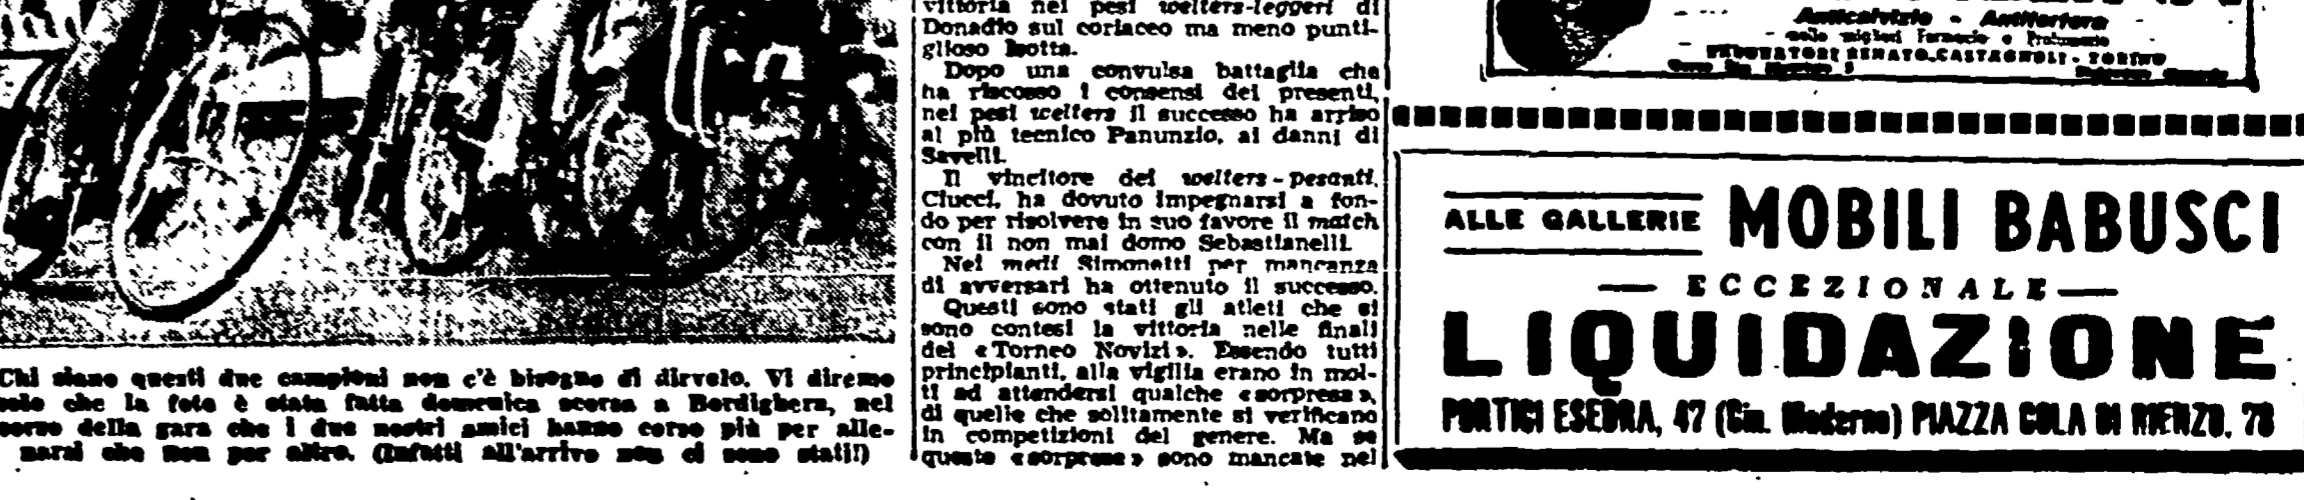 Chi siano questi due campioni non c'è bisogno di dirvelo. Vi diremo
solo che la foto è stata fatta domenica scorsa a Bordighera, nel
corso della gara che i due nostri amici hanno corso più per alle-
narsi che non per altro. (Infatti all'arrivo non ci sono stati!)
vittoria nei pesi welters-leggeri di
Donadio sul coriaceo ma meno punti-
glioso Isotta.
Dopo una convulsa battaglia che
ha riscosso i consensi dei presenti,
nei pesi welters il successo ha arriso
al più tecnico Panunzio, ai danni di
Savelli.
Il vincitore dei welters-pesanti,
Ciucci, ha dovuto impegnarsi a fon-
do per risolvere in suo favore il match
con il non mai domo Sebastianelli.
Nei medi Simonetti per mancanza
di avversari ha ottenuto il successo.
Questi sono stati gli atleti che si
sono contesi la vittoria nelle finali
del «Torneo Novizi». Essendo tutti
principianti, alla vigilia erano in mol-
ti ad attendersi qualche «sorpresa»,
di quelle che solitamente si verificano
in competizioni del genere. Ma se
queste «sorprese» sono mancate nel
Anticalvizie - Antiforfora
nelle migliori Farmacie e Profumerie
RENATO CASTAGNOLI - TORINO
ALLE GALLERIE MOBILI BABUSCI
— ECCEZIONALE —
LIQUIDAZIONE
PORTICI ESEDRA, 47 (Cin. Moderno) PIAZZA COLA DI RIENZO, 78